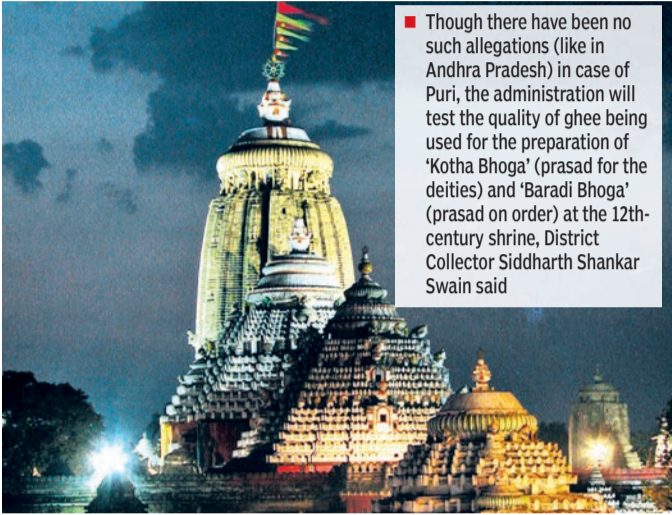 Though there have been no
such allegations (like in
Andhra Pradesh) in case of
Puri, the administration will
test the quality of ghee being
used for the preparation of
‘Kotha Bhoga’ (prasad for the
deities) and ‘Baradi Bhoga’
(prasad on order) at the 12th-
century shrine, District
Collector Siddharth Shankar
Swain said